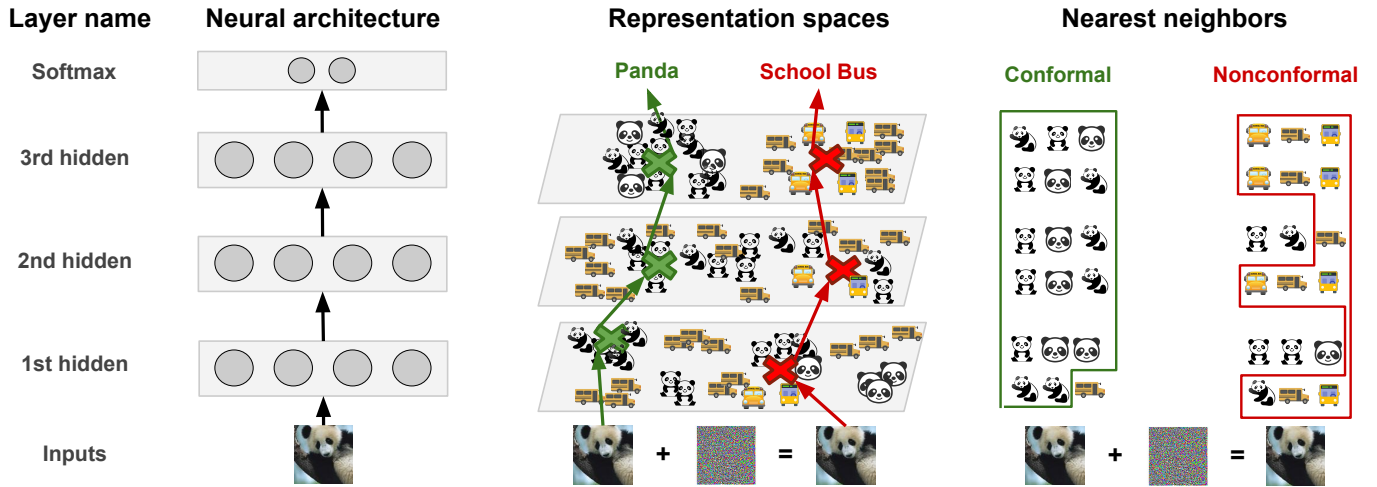 Layer name
Neural architecture
Representation spaces
Nearest neighbors
Softmax
Panda
School Bus
Conformal
Nonconformal
3rd hidden
2nd hidden
1st hidden
Inputs
+
=
+
=